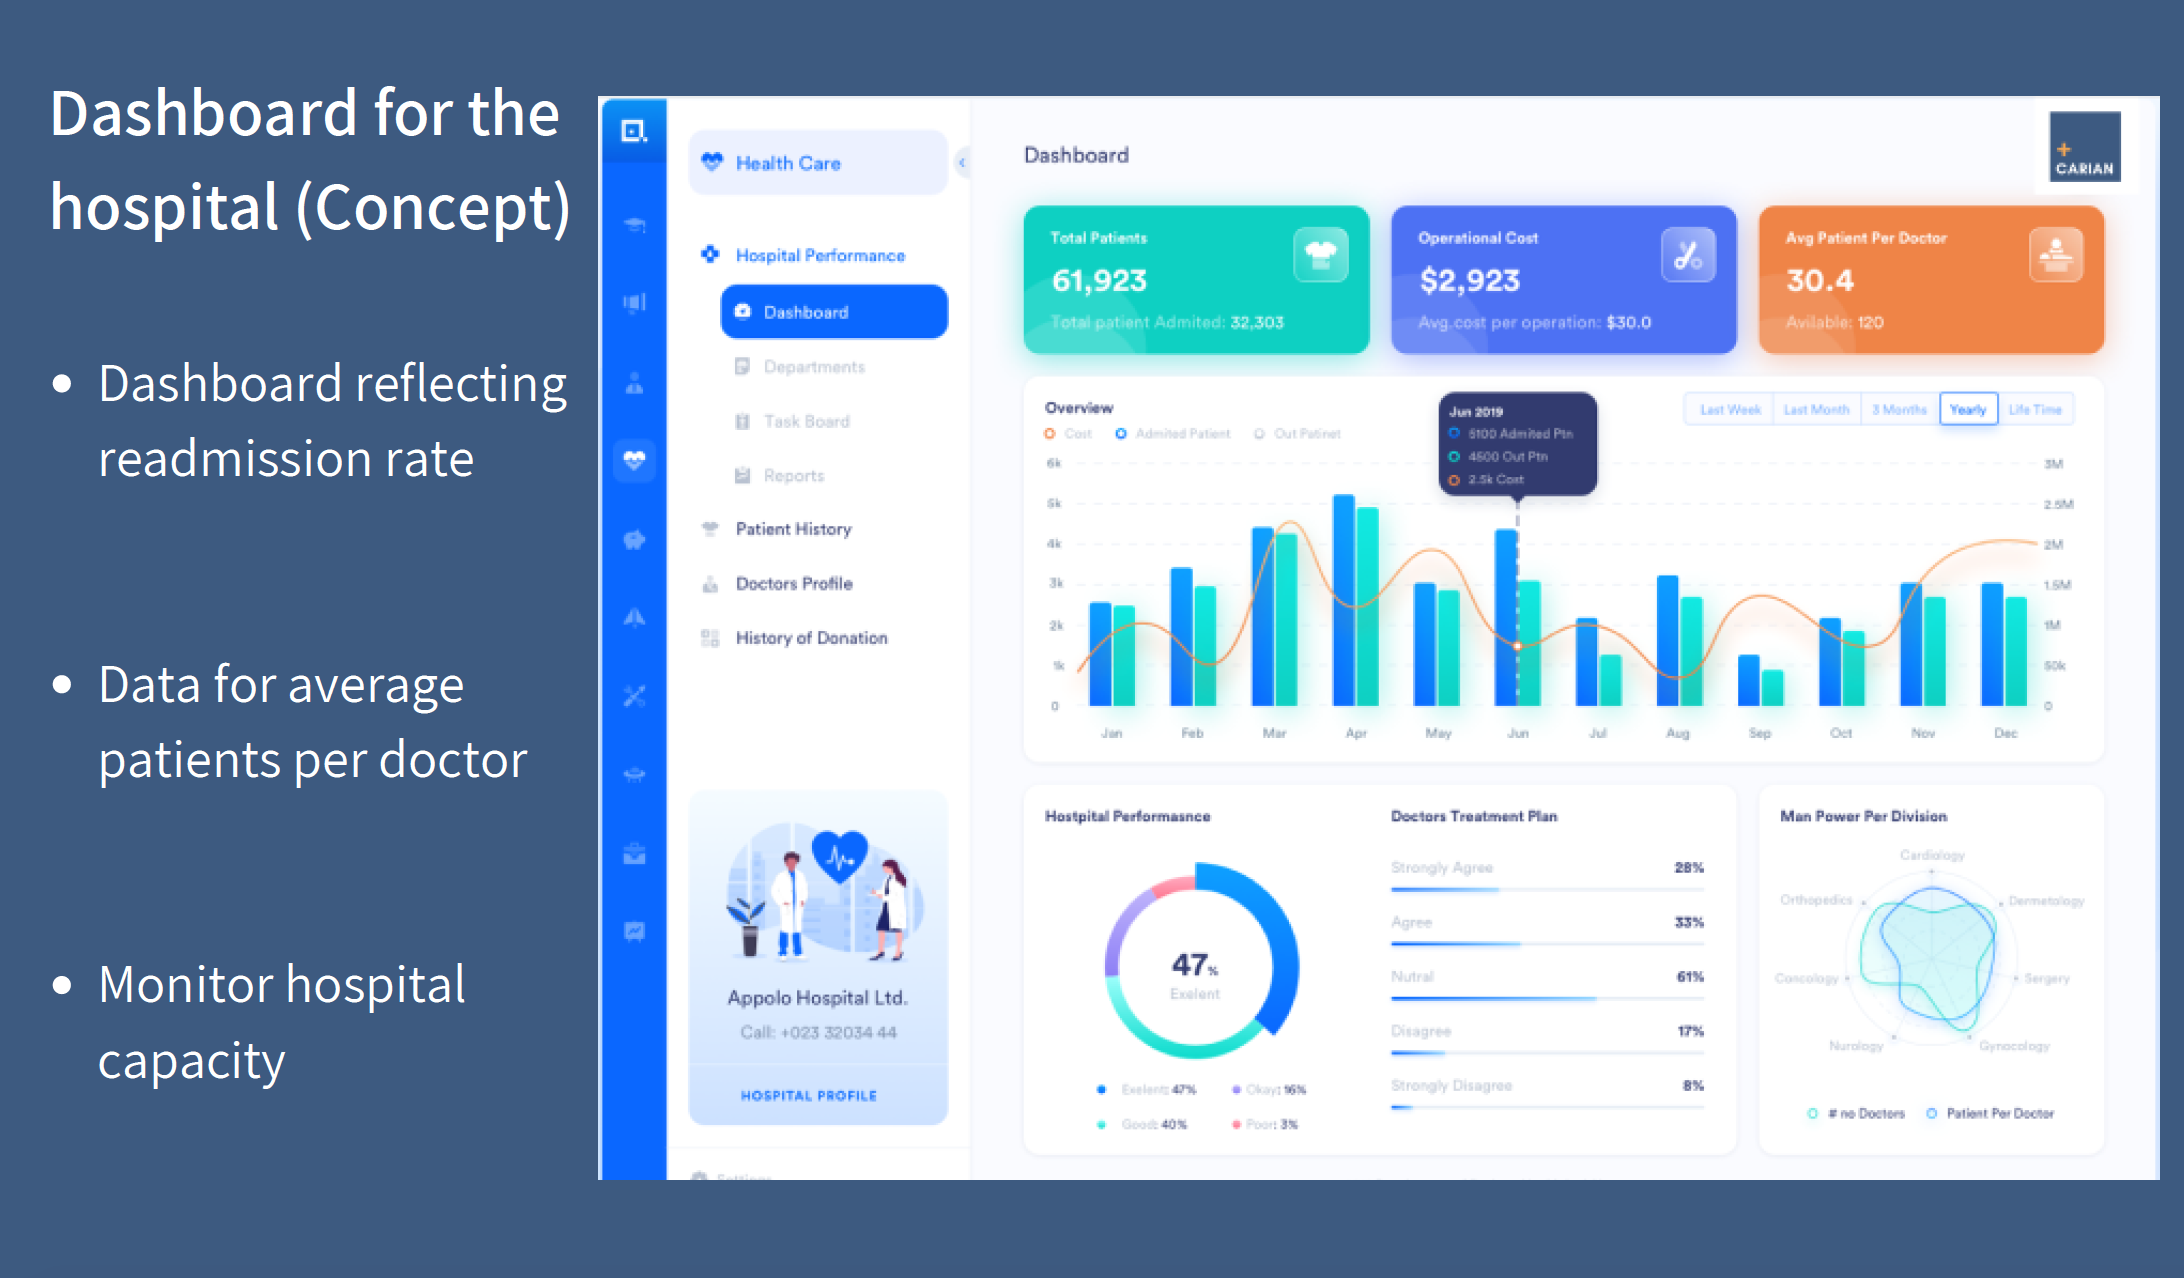 Dashboard for the
hospital (Concept)
• Dashboard reflecting
readmission rate
• Data for average
patients per doctor
• Monitor hospital
capacity
Health Care
Hospital Performance
Dashboard
Departments
Task Board
Reports
Patient History
Doctors Profile
History of Donation
Appolo Hospital Ltd.
Call: +023 32034 44
HOSPITAL PROFILE
Settings
Dashboard
+
CARIAN
Total Patients
61,923
Total patient Admited: 32,303
Operational Cost
$2,923
Avg.cost per operation: $30.0
Avg Patient Per Doctor
30.4
Avilable: 120
Overview
Cost Admited Patient Out Patinet
Last Week Last Month 3 Months Yearly Life Time
Jun 2019
5100 Admited Ptn
4500 Out Ptn
2.5k Cost
6k
5k
4k
3k
2k
1k
0
3M
2.5M
2M
1.5M
1M
50k
0
Jan Feb Mar Apr May Jun Jul Aug Sep Oct Nov Dec
Hostpital Performasnce
47%
Exelent
Exelent: 47% Okay: 16%
Good: 40% Poor: 3%
Doctors Treatment Plan
Strongly Agree 28%
Agree 33%
Nutral 61%
Disagree 17%
Strongly Disagree 8%
Man Power Per Division
Cardiology
Orthopedics Dermetology
Concology Sergery
Nurology Gynocology
# no Doctors Patient Per Doctor